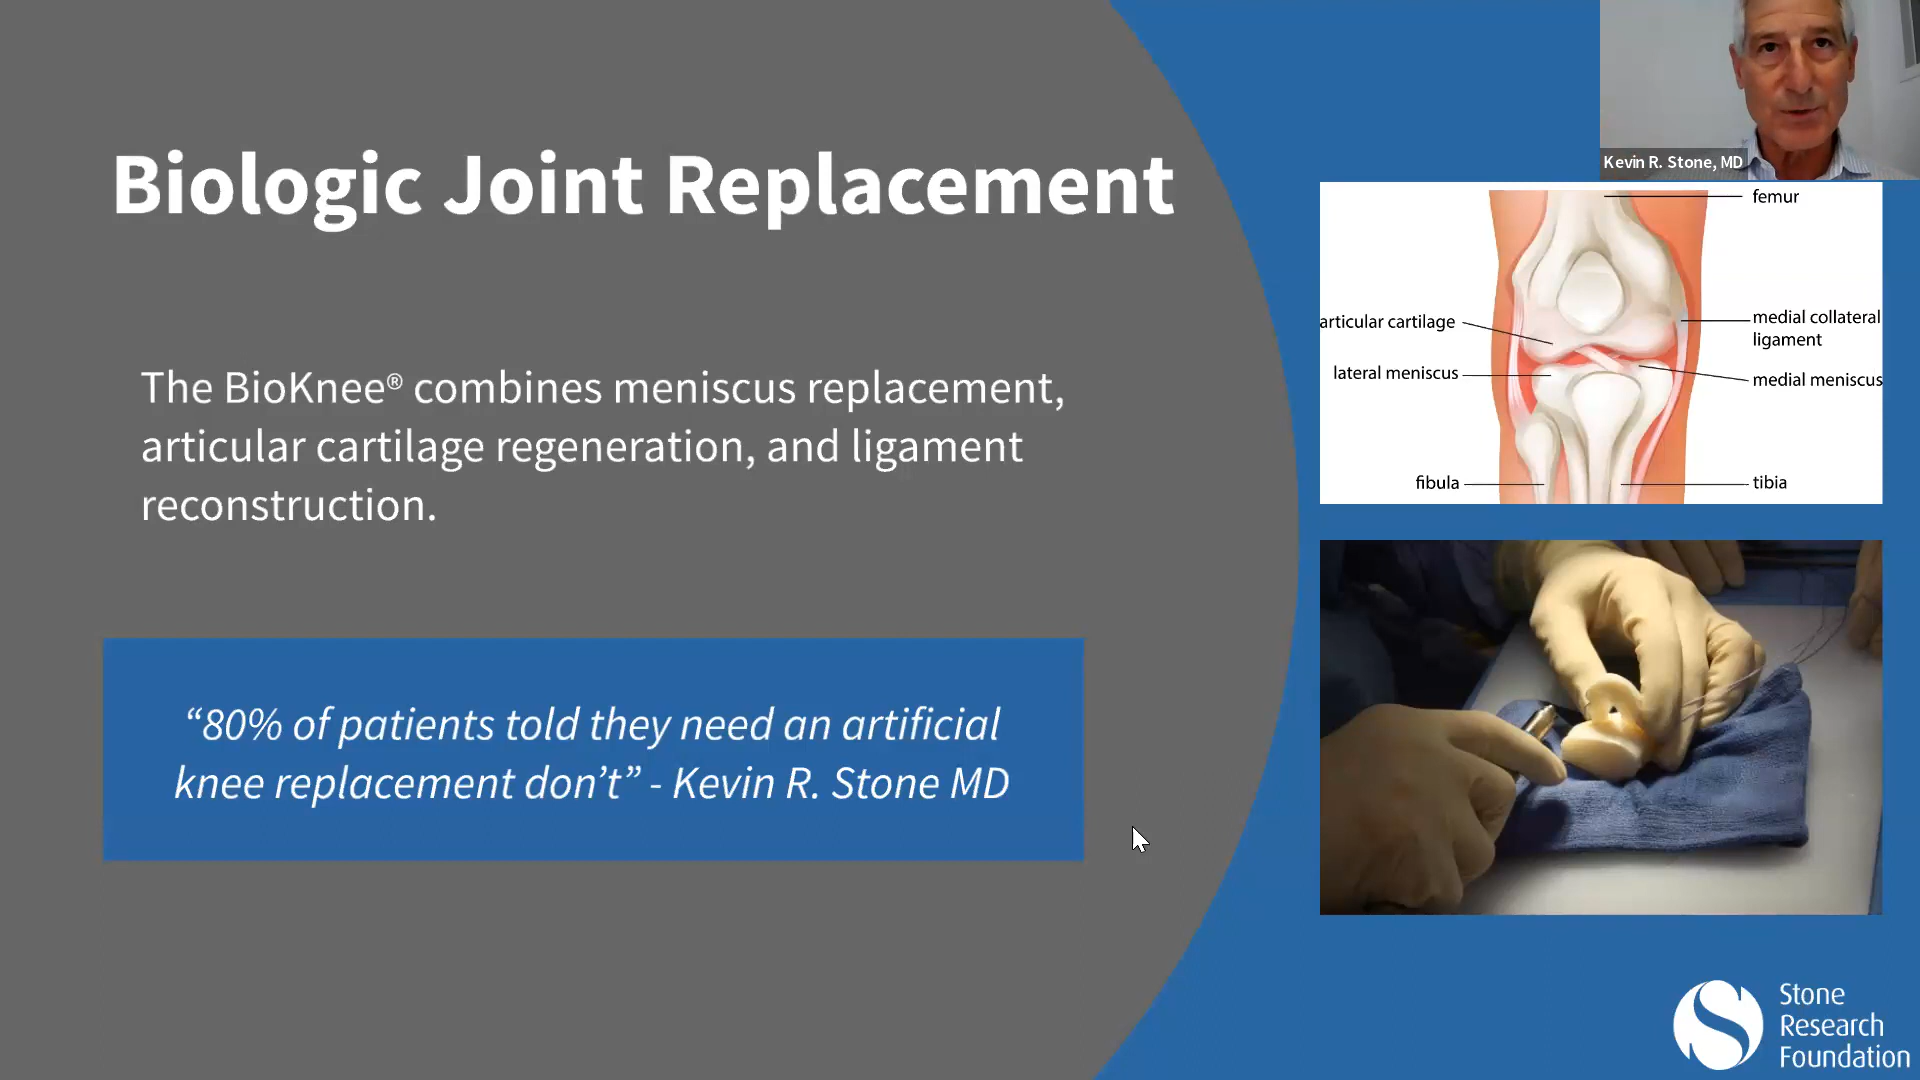 Biologic Joint Replacement
The BioKnee® combines meniscus replacement,
articular cartilage regeneration, and ligament
reconstruction.
“80% of patients told they need an artificial
knee replacement don’t” - Kevin R. Stone MD
Kevin R. Stone, MD
femur
articular cartilage
medial collateral
ligament
lateral meniscus
medial meniscus
fibula
tibia
Stone
Research
Foundation